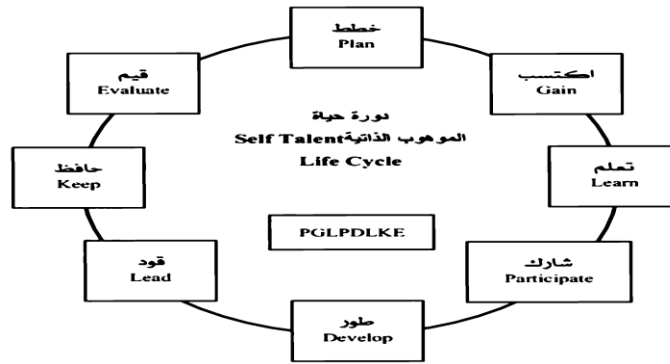 خطط
Plan
اكتسب
Gain
تعلم
Learn
شارك
Participate
طور
Develop
قود
Lead
حافظ
Keep
قيم
Evaluate
دورة حياة
الموهوب الذاتية Self Talent
Life Cycle
PGLPDLKE